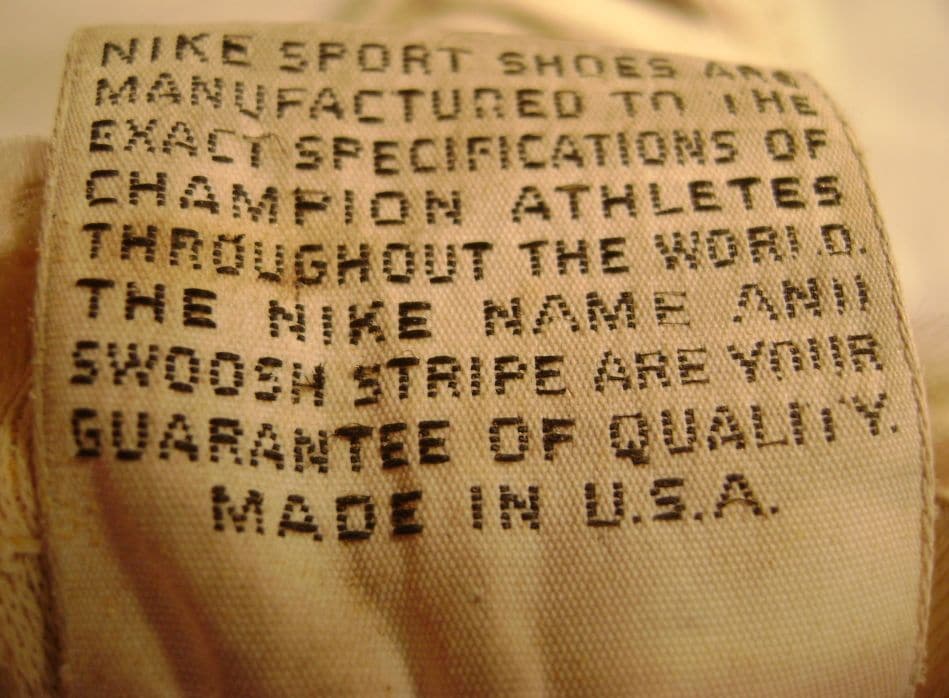 NIKE SPORT SHOES ARE
MANUFACTURED TO THE
EXACT SPECIFICATIONS OF
CHAMPION ATHLETES
THROUGHOUT THE WORLD.
THE NIKE NAME AND
SWOOSH STRIPE ARE YOUR
GUARANTEE OF QUALITY.
MADE IN U.S.A.